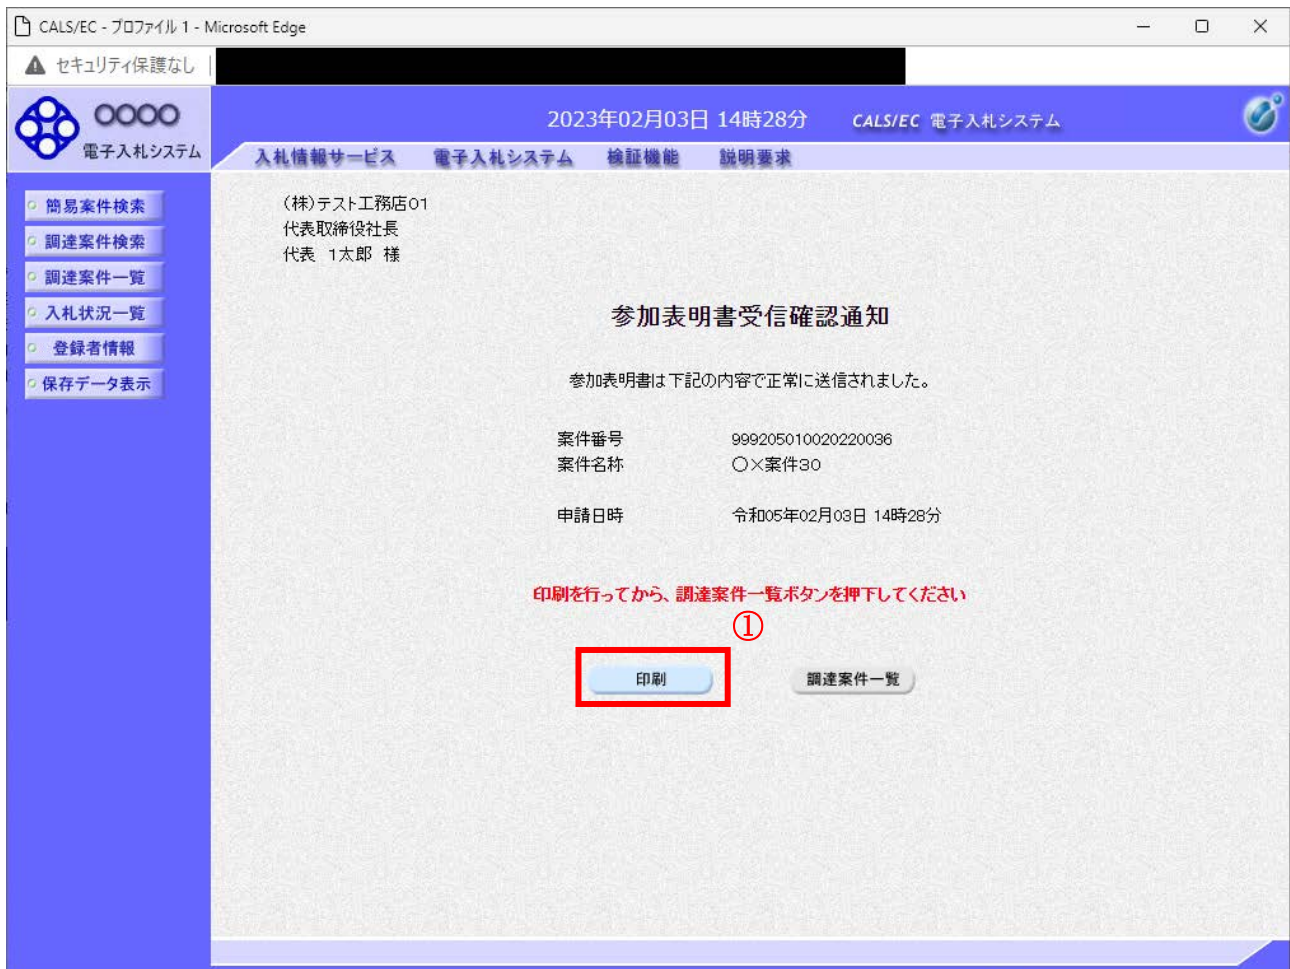 CALS/EC - プロファイル 1 - Microsoft Edge
セキュリティ保護なし
〇〇〇〇
電子入札システム
2023年02月03日 14時28分 CALS/EC 電子入札システム
入札情報サービス 電子入札システム 検証機能 説明要求
簡易案件検索
調達案件検索
調達案件一覧
入札状況一覧
登録者情報
保存データ表示
(株)テスト工務店01
代表取締役社長
代表 1太郎 様
参加表明書受信確認通知
参加表明書は下記の内容で正常に送信されました。
案件番号 999205010020220036
案件名称 〇×案件30
申請日時 令和05年02月03日 14時28分
印刷を行ってから、調達案件一覧ボタンを押下してください
①
印刷 調達案件一覧